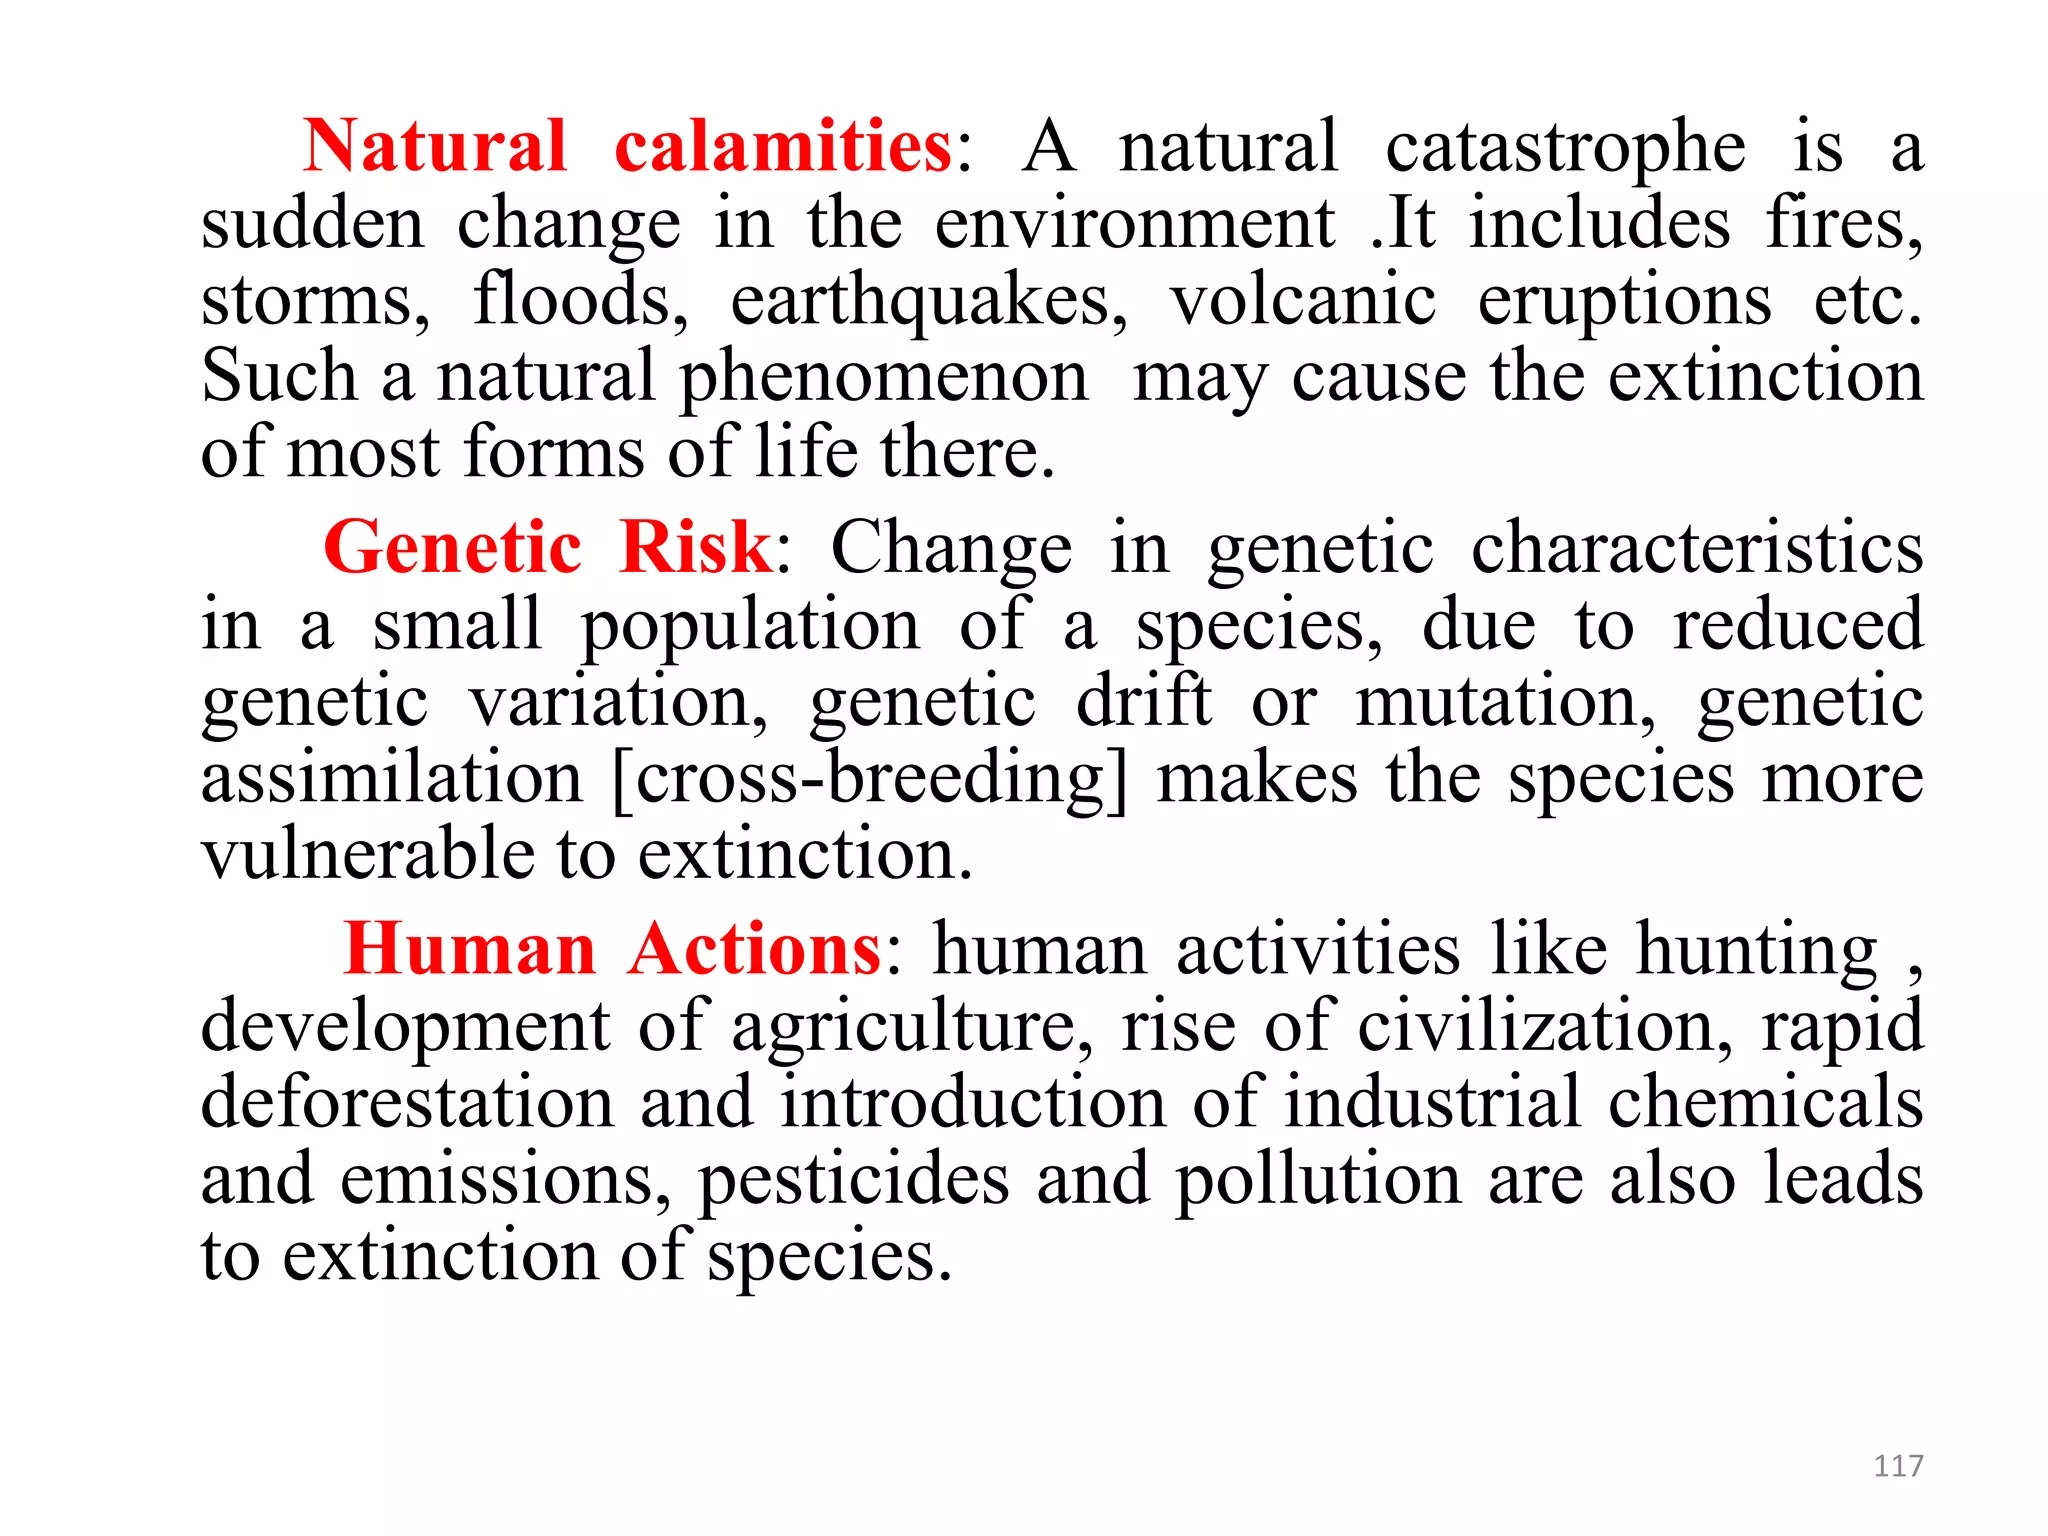 Natural calamities: A natural catastrophe is a
sudden change in the environment .It includes fires,
storms, floods, earthquakes, volcanic eruptions etc.
Such a natural phenomenon  may cause the extinction
of most forms of life there.
Genetic Risk: Change in genetic characteristics
in a small population of a species, due to reduced
genetic variation, genetic drift or mutation, genetic
assimilation [cross-breeding] makes the species more
vulnerable to extinction.
Human Actions: human activities like hunting ,
development of agriculture, rise of civilization, rapid
deforestation and introduction of industrial chemicals
and emissions, pesticides and pollution are also leads
to extinction of species.
117